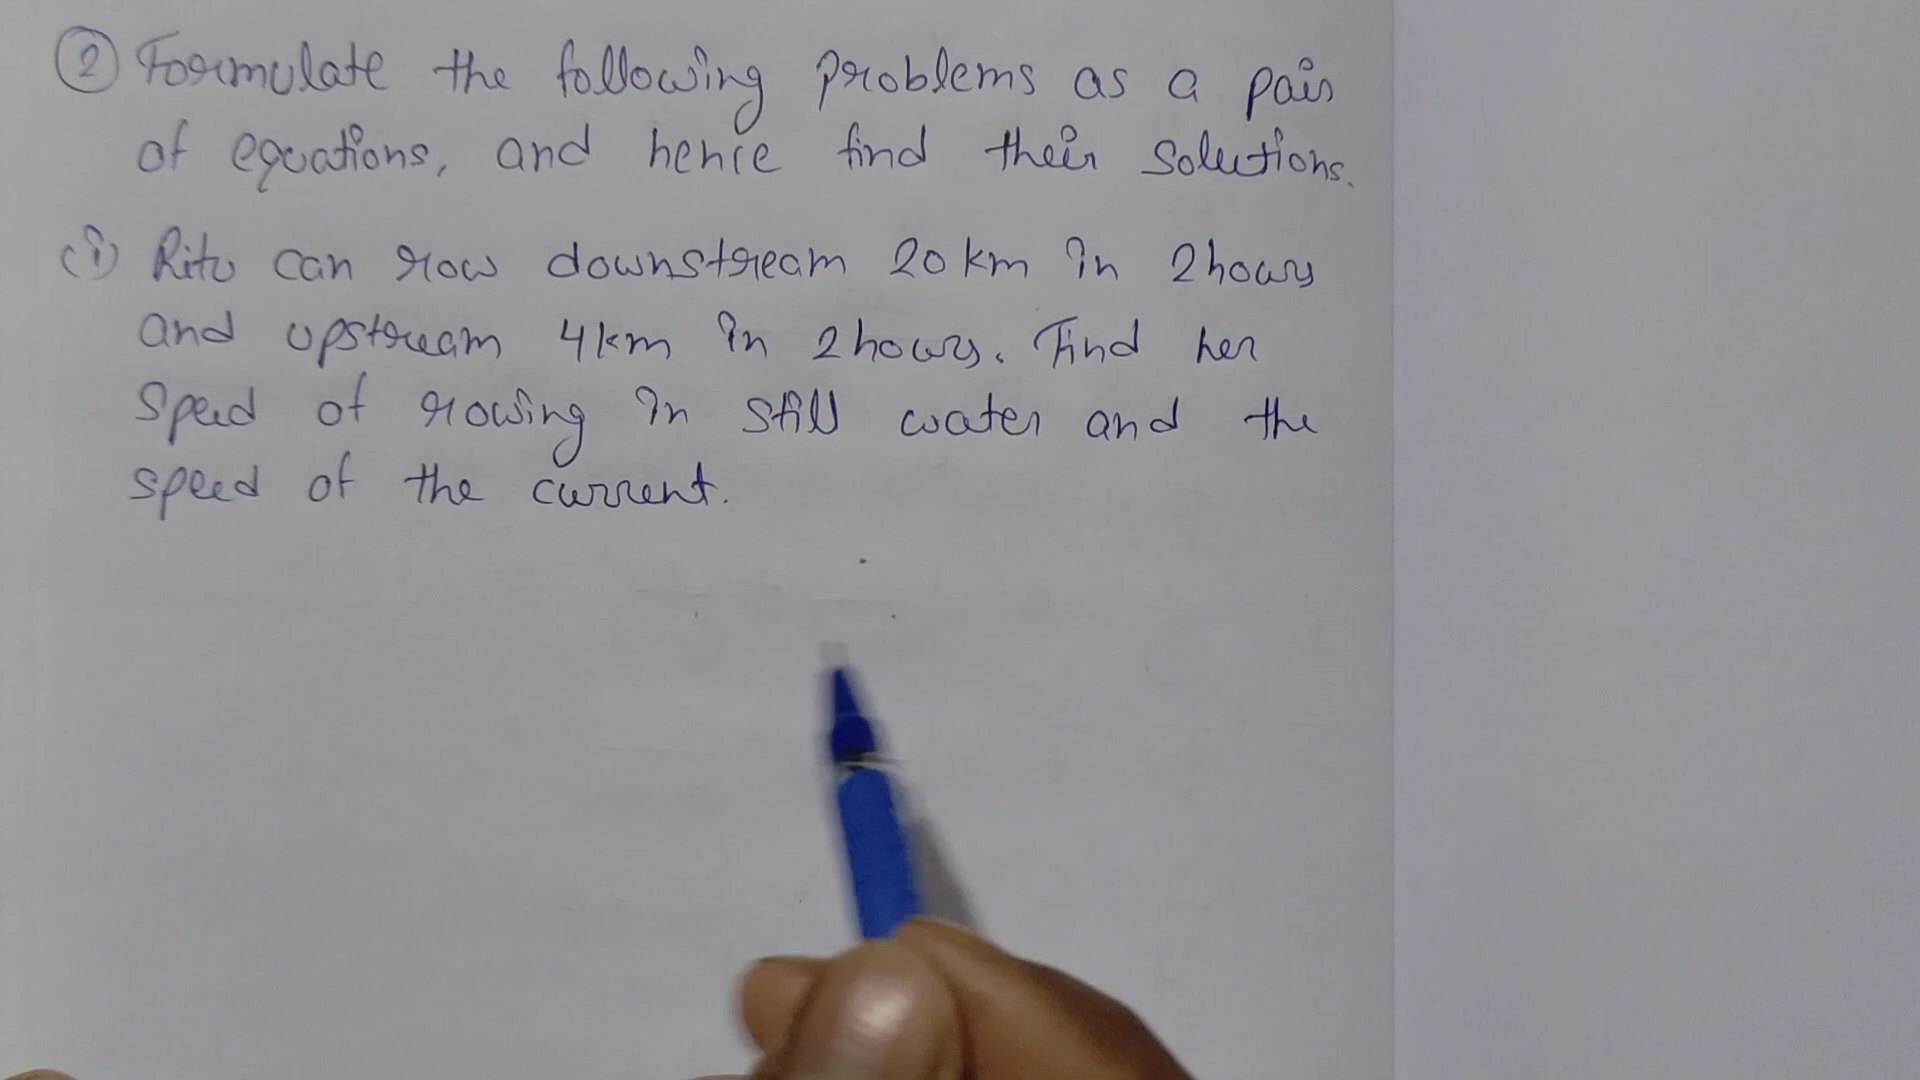 ② Formulate the following problems as a pair
of equations, and hence find their solutions.
(i) Ritu can row downstream 20 km in 2 hours
and upstream 4 km in 2 hours. Find her
speed of rowing in still water and the
speed of the current.